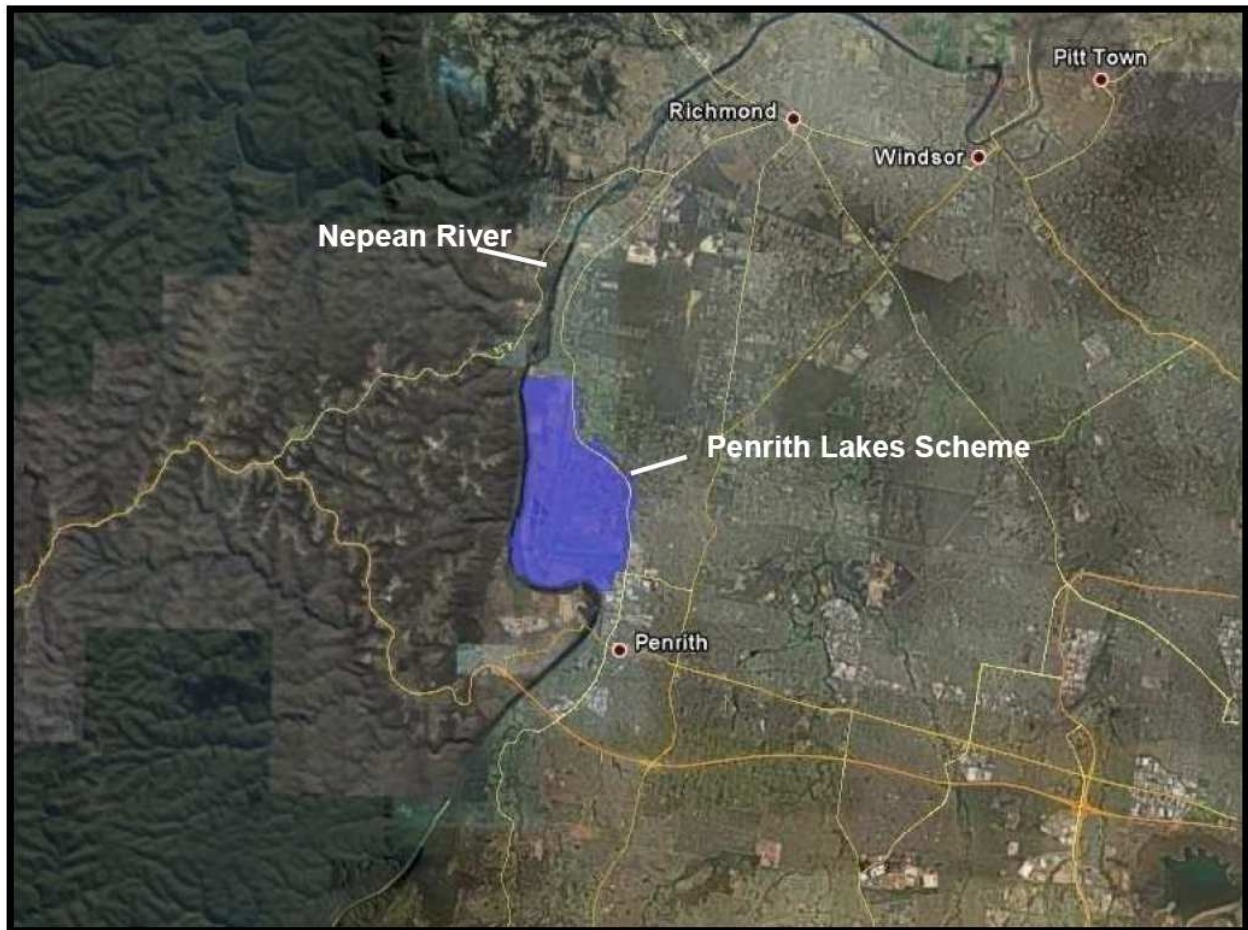 Pitt Town
Richmond
Windsor
Nepean River
Penrith Lakes Scheme
Penrith